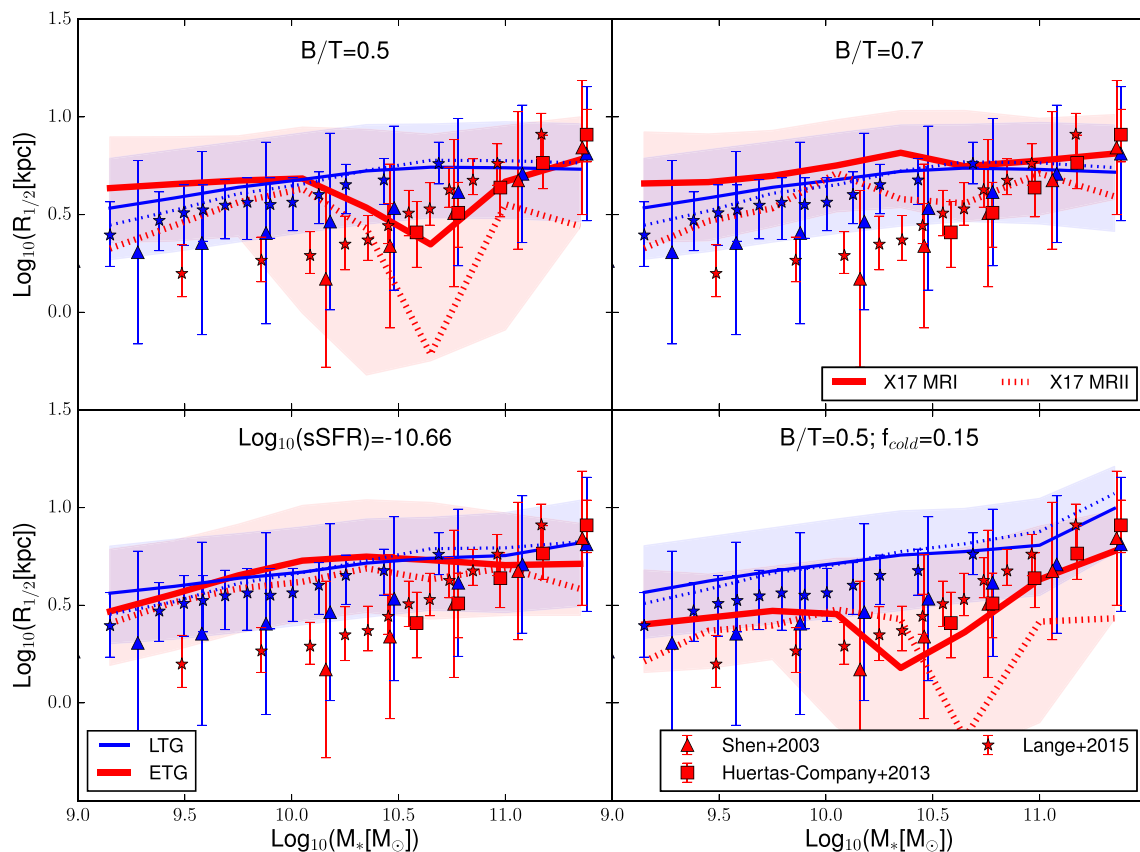 1.5
B/T=0.5
B/T=0.7
1.0
0.5
0.0
Log₁₀(R₁/₂[kpc])
X17 MRI
X17 MRII
1.5
Log₁₀(sSFR)=-10.66
B/T=0.5; f_cold=0.15
1.0
0.5
0.0
Log₁₀(R₁/₂[kpc])
LTG
ETG
Shen+2003
Lange+2015
Huertas-Company+2013
9.0 9.5 10.0 10.5 11.0 9.0 9.5 10.0 10.5 11.0
Log₁₀(M*[M☉]) Log₁₀(M*[M☉])